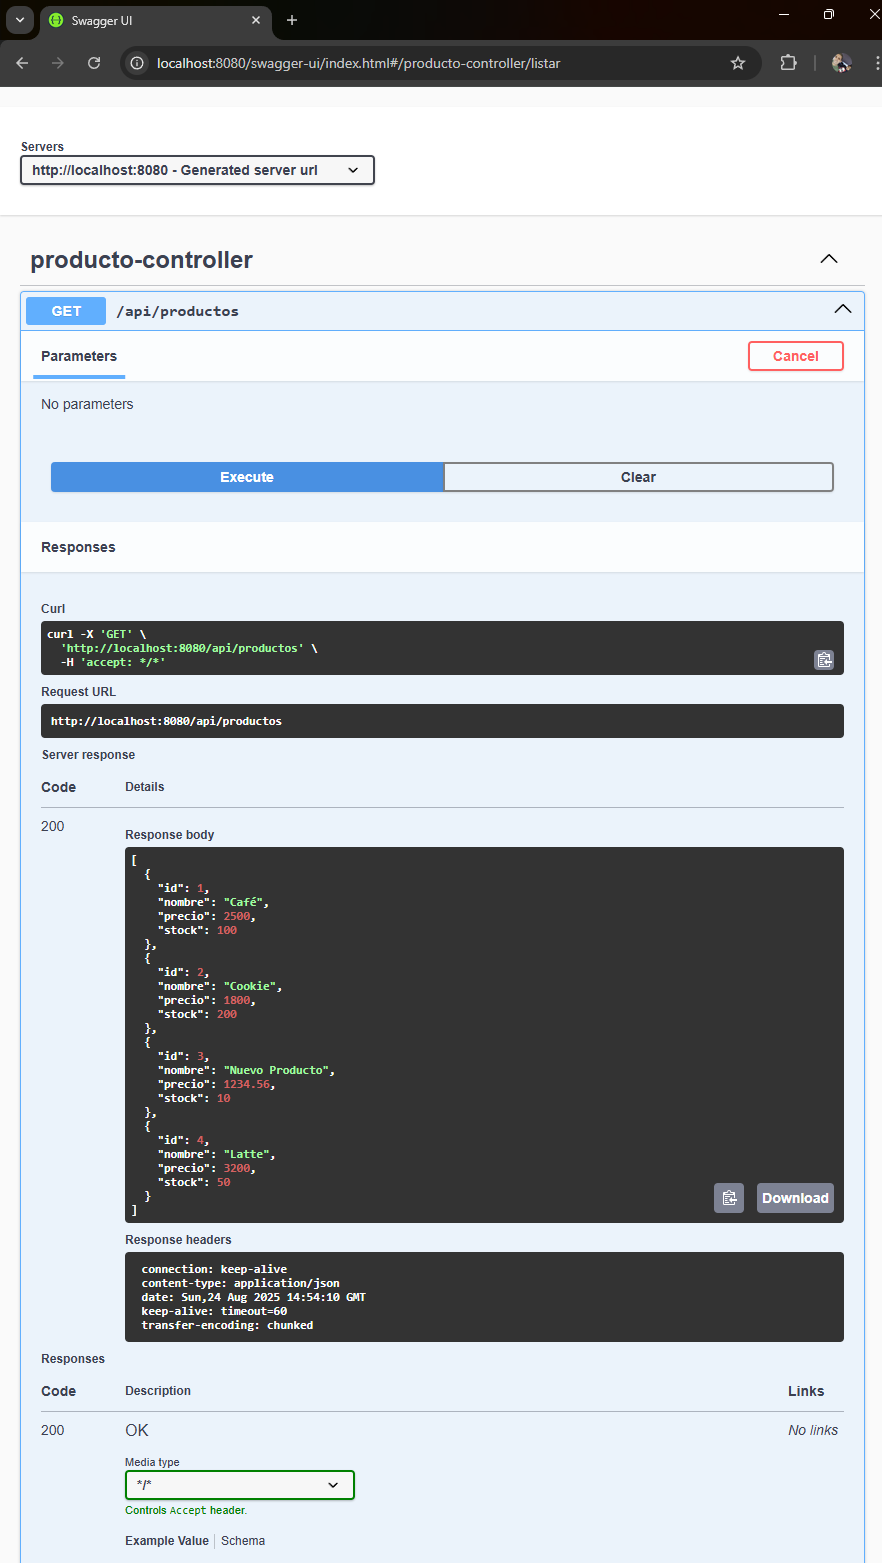 Swagger UI
localhost:8080/swagger-ui/index.html#/producto-controller/listar
Servers
http://localhost:8080 - Generated server url
producto-controller
GET /api/productos
Parameters Cancel
No parameters
Execute Clear
Responses
Curl
curl -X 'GET' \
'http://localhost:8080/api/productos' \
-H 'accept: */*'
Request URL
http://localhost:8080/api/productos
Server response
Code Details
200
Response body
[
{
"id": 1,
"nombre": "Café",
"precio": 2500,
"stock": 100
},
{
"id": 2,
"nombre": "Cookie",
"precio": 1800,
"stock": 200
},
{
"id": 3,
"nombre": "Nuevo Producto",
"precio": 1234.56,
"stock": 10
},
{
"id": 4,
"nombre": "Latte",
"precio": 3200,
"stock": 50
}
]
Download
Response headers
connection: keep-alive
content-type: application/json
date: Sun,24 Aug 2025 14:54:10 GMT
keep-alive: timeout=60
transfer-encoding: chunked
Responses
Code Description Links
200 OK No links
Media type
*/*
Controls Accept header.
Example Value Schema